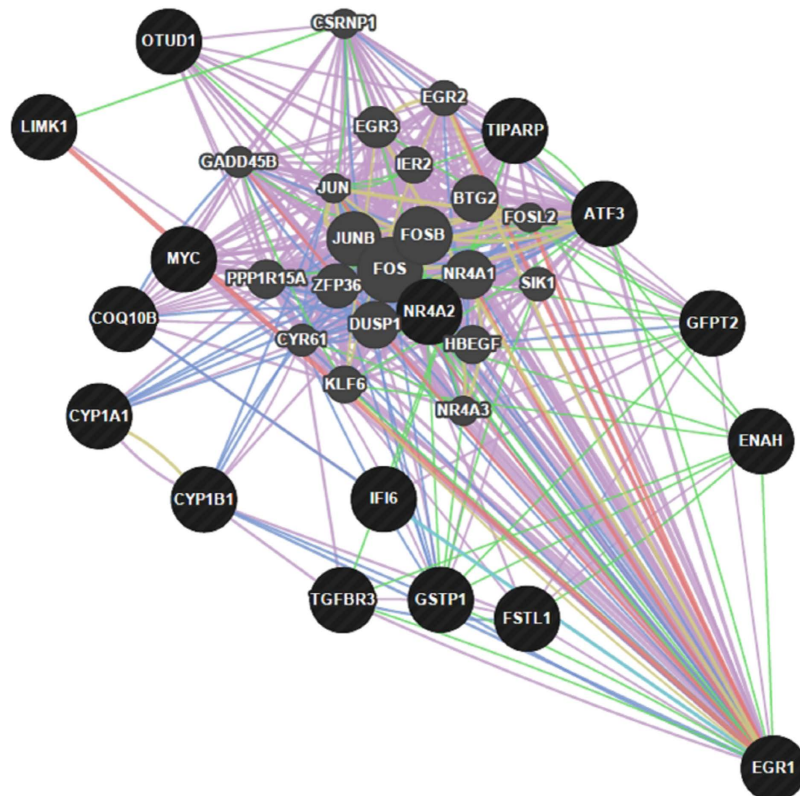 CSRNP1
OTUD1
EGR2
LIMK1
EGR3
TIPARP
GADD45B
IER2
JUN
BTG2
FOSL2
ATF3
JUNB
FOSB
MYC
FOS
PPP1R15A
ZFP36
NR4A1
SIK1
COQ10B
NR4A2
DUSP1
GFPT2
CYR61
HBEGF
KLF6
NR4A3
CYP1A1
ENAH
CYP1B1
IFI6
TGFBR3
GSTP1
FSTL1
EGR1